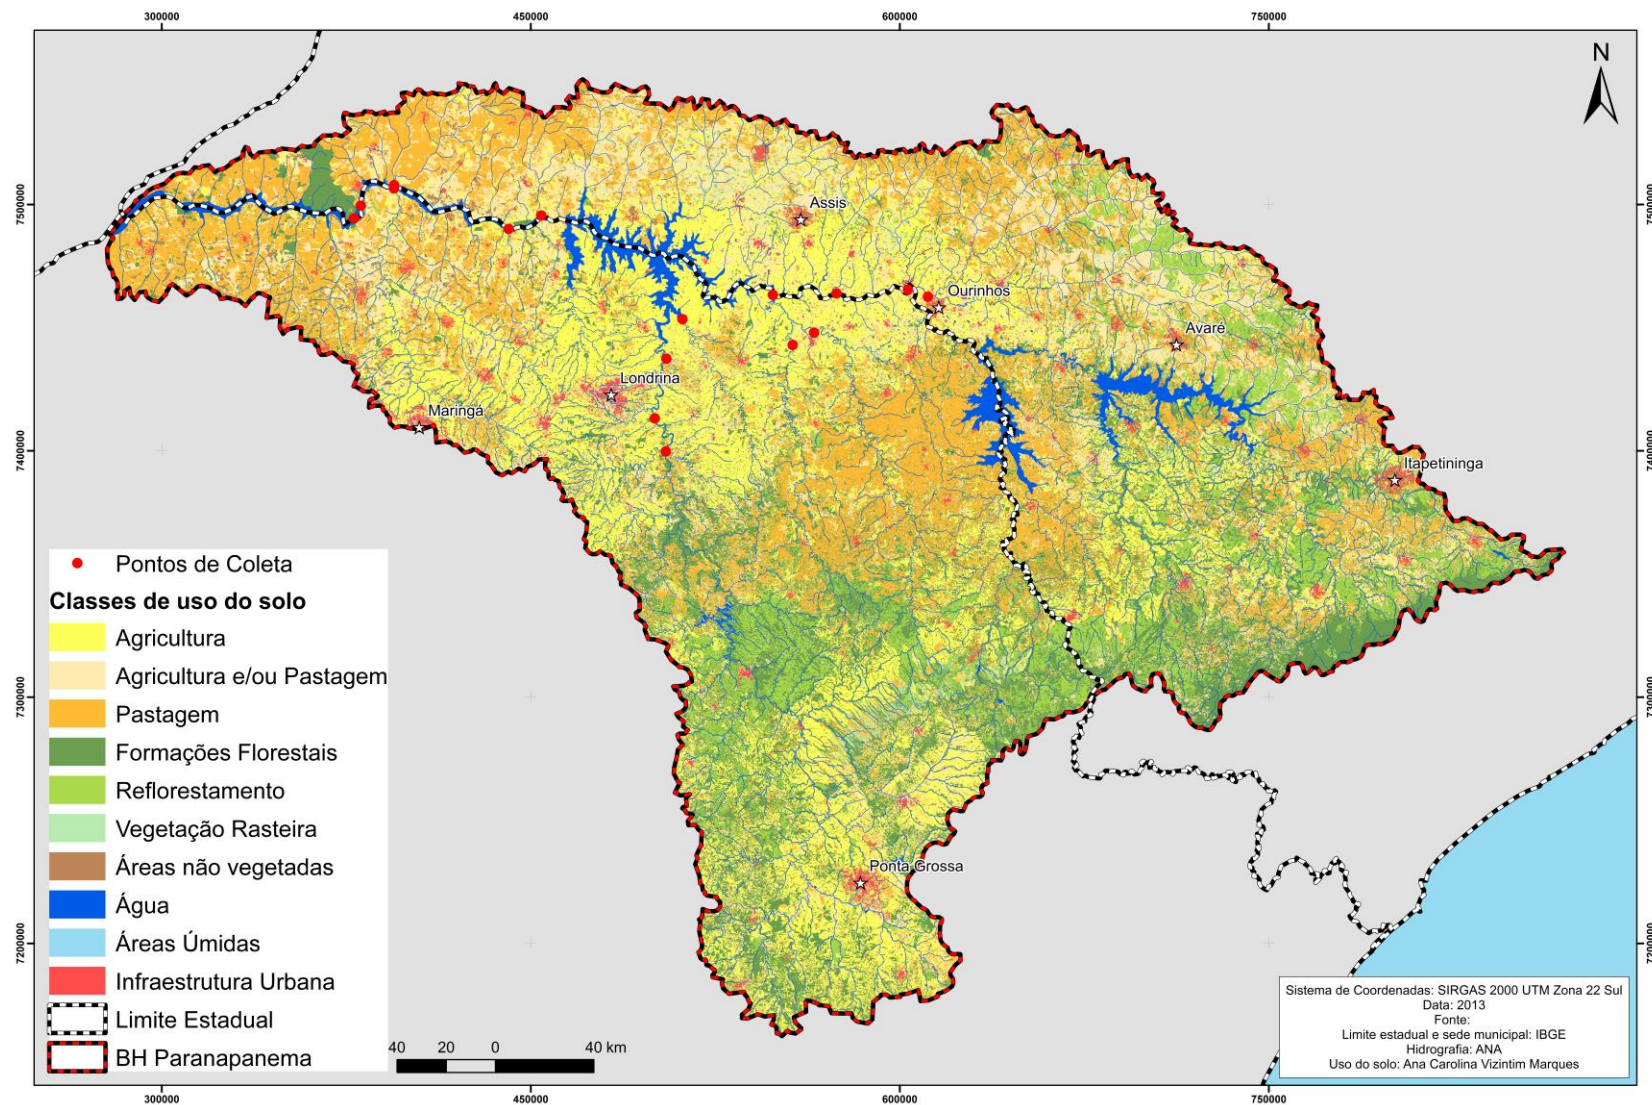 300000
450000
600000
750000
N
7500000
7500000
Assis
Ourinhos
Avaré
Londrina
Maringá
7400000
7400000
Itapetininga
Pontos de Coleta
Classes de uso do solo
Agricultura
Agricultura e/ou Pastagem
Pastagem
Formações Florestais
Reflorestamento
Vegetação Rasteira
Áreas não vegetadas
Água
Áreas Úmidas
Infraestrutura Urbana
Limite Estadual
BH Paranapanema
7300000
7300000
Ponta Grossa
7200000
7200000
40 20 0 40 km
Sistema de Coordenadas: SIRGAS 2000 UTM Zona 22 Sul
Data: 2013
Fonte:
Limite estadual e sede municipal: IBGE
Hidrografia: ANA
Uso do solo: Ana Carolina Vizintim Marques
300000
450000
600000
750000